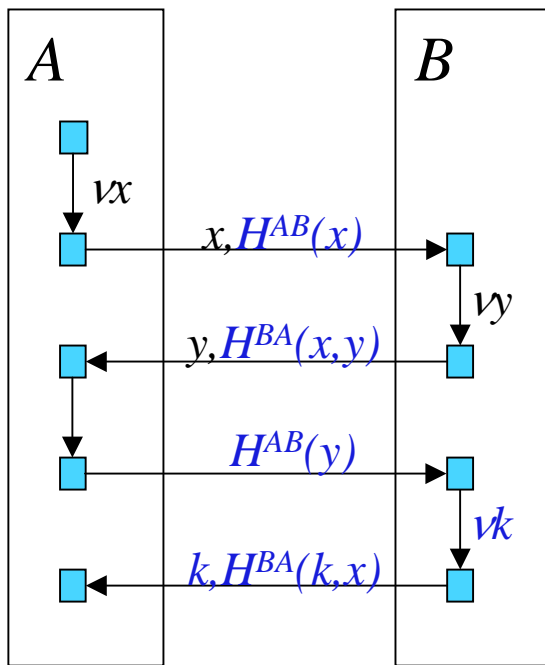 A B
νx
x,H^{AB}(x)
νy
y,H^{BA}(x,y)
H^{AB}(y)
νk
k,H^{BA}(k,x)